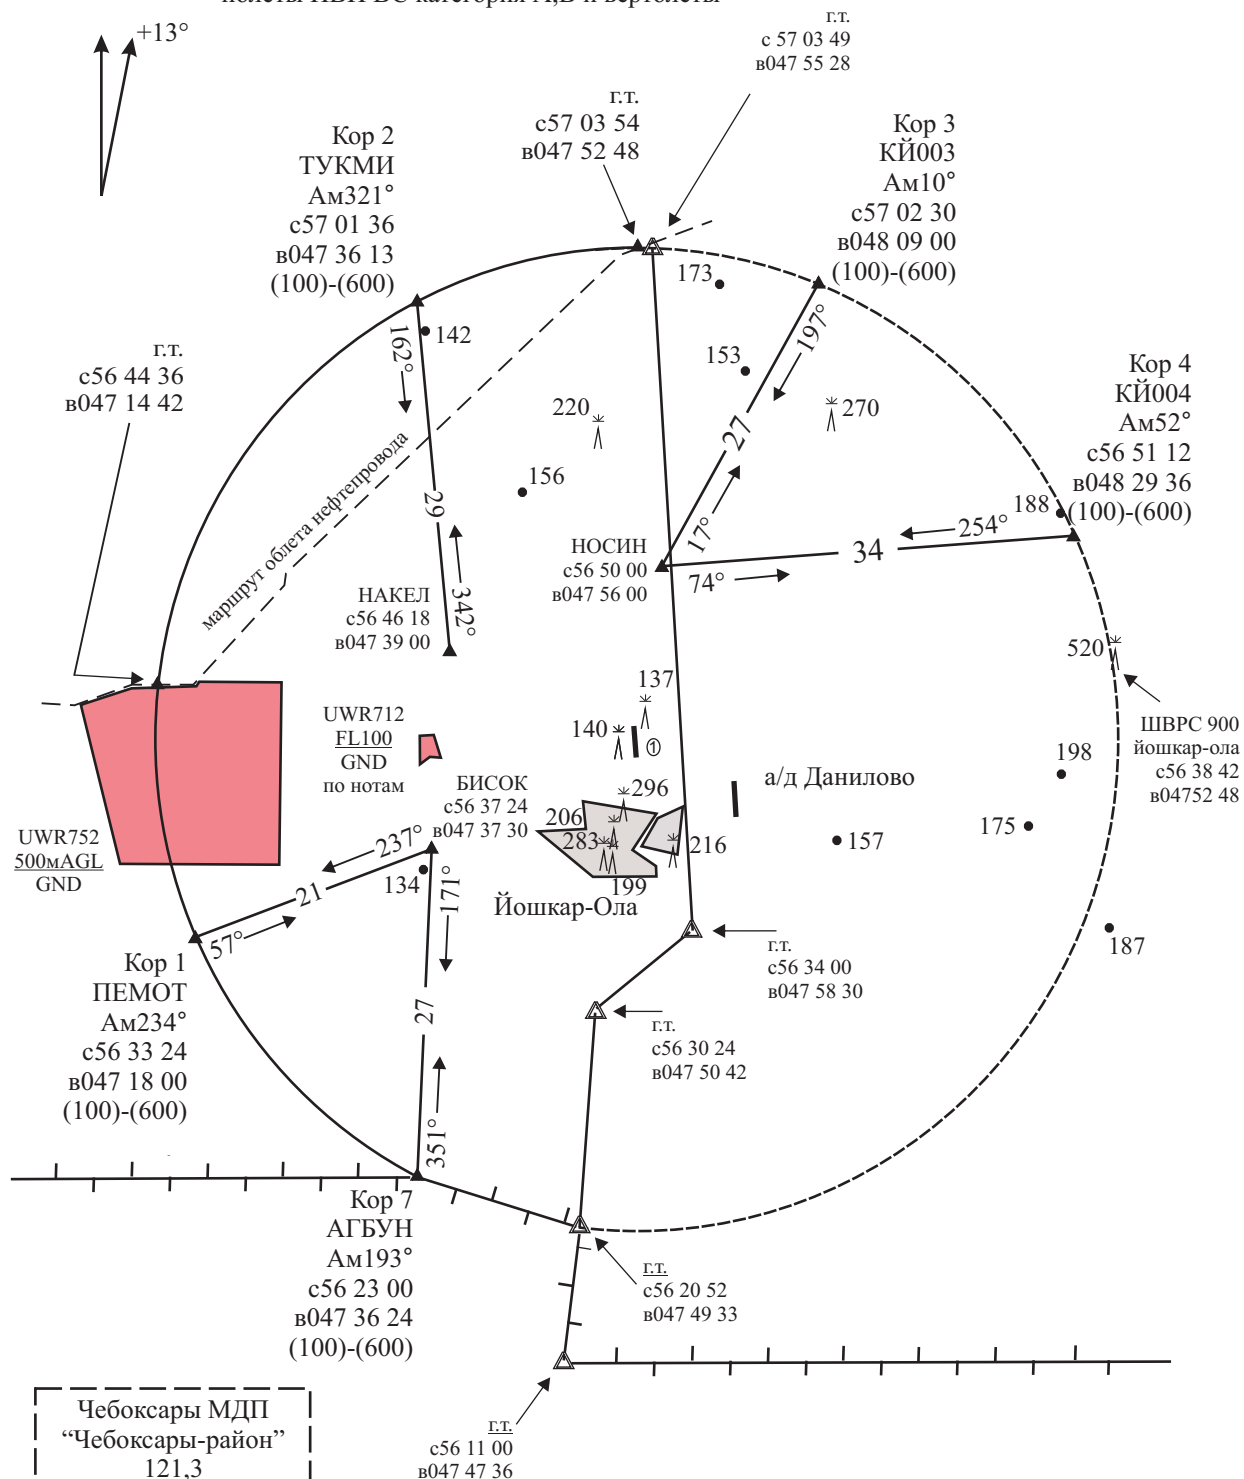 полеты ПВП ВС категория А,В и вертолеты
+13°
г.т.
с 57 03 49
в047 55 28
г.т.
с57 03 54
в047 52 48
Кор 2
ТУКМИ
Ам321°
с57 01 36
в047 36 13
(100)-(600)
Кор 3
КЙ003
Ам10°
с57 02 30
в048 09 00
(100)-(600)
г.т.
с56 44 36
в047 14 42
Кор 4
КЙ004
Ам52°
с56 51 12
в048 29 36
(100)-(600)
173
142
153
162°
197°
220
270
27
156
29
маршрут облета нефтепровода
188
254°
34
17°
74°
НОСИН
с56 50 00
в047 56 00
НАКЕЛ
с56 46 18
в047 39 00
342°
520
137
140
1
UWR712
FL100
GND
по нотам
ШВРС 900
йошкар-ола
с56 38 42
в04752 48
198
а/д Данилово
БИСОК
с56 37 24
в047 37 30
296
206
283
216
199
157
175
UWR752
500мAGL
GND
237°
21
57°
134
171°
Йошкар-Ола
187
г.т.
с56 34 00
в047 58 30
Кор 1
ПЕМОТ
Ам234°
с56 33 24
в047 18 00
(100)-(600)
27
351°
г.т.
с56 30 24
в047 50 42
Кор 7
АГБУН
Ам193°
с56 23 00
в047 36 24
(100)-(600)
г.т.
с56 20 52
в047 49 33
Чебоксары МДП
“Чебоксары-район”
121,3
г.т.
с56 11 00
в047 47 36